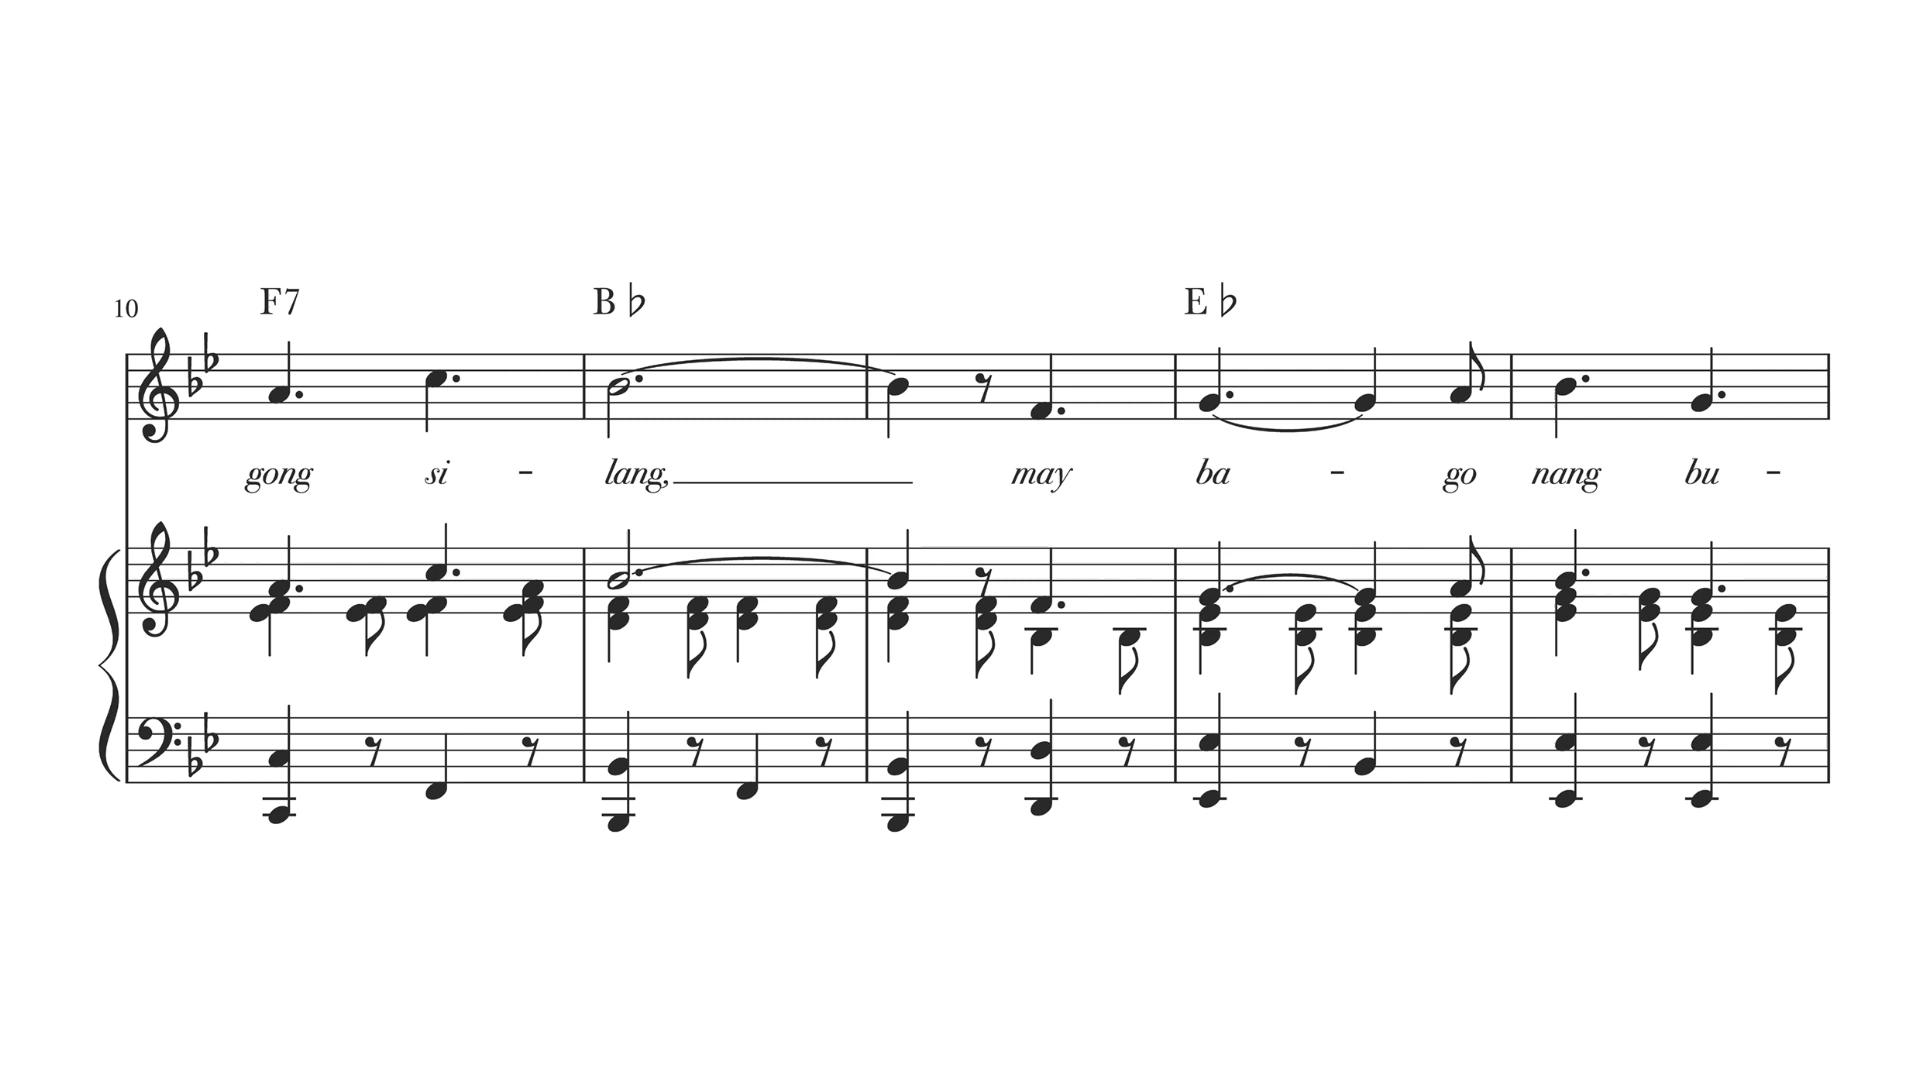 10 F7 B♭ E♭
gong si - lang, may ba - go nang bu -